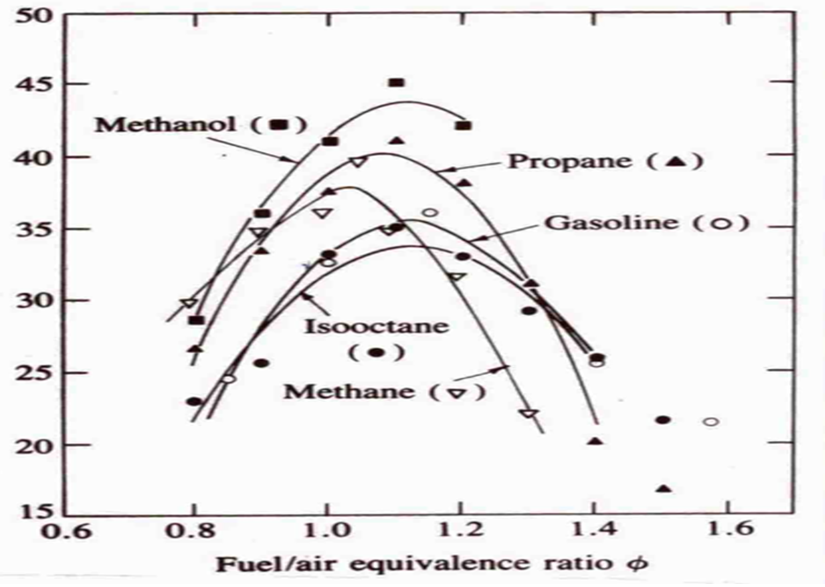 50
45
Methanol (■)
40
Propane (▲)
35
Gasoline (○)
30
Isooctane
(●)
25
Methane (▽)
20
15
0.6 0.8 1.0 1.2 1.4 1.6
Fuel/air equivalence ratio ϕ